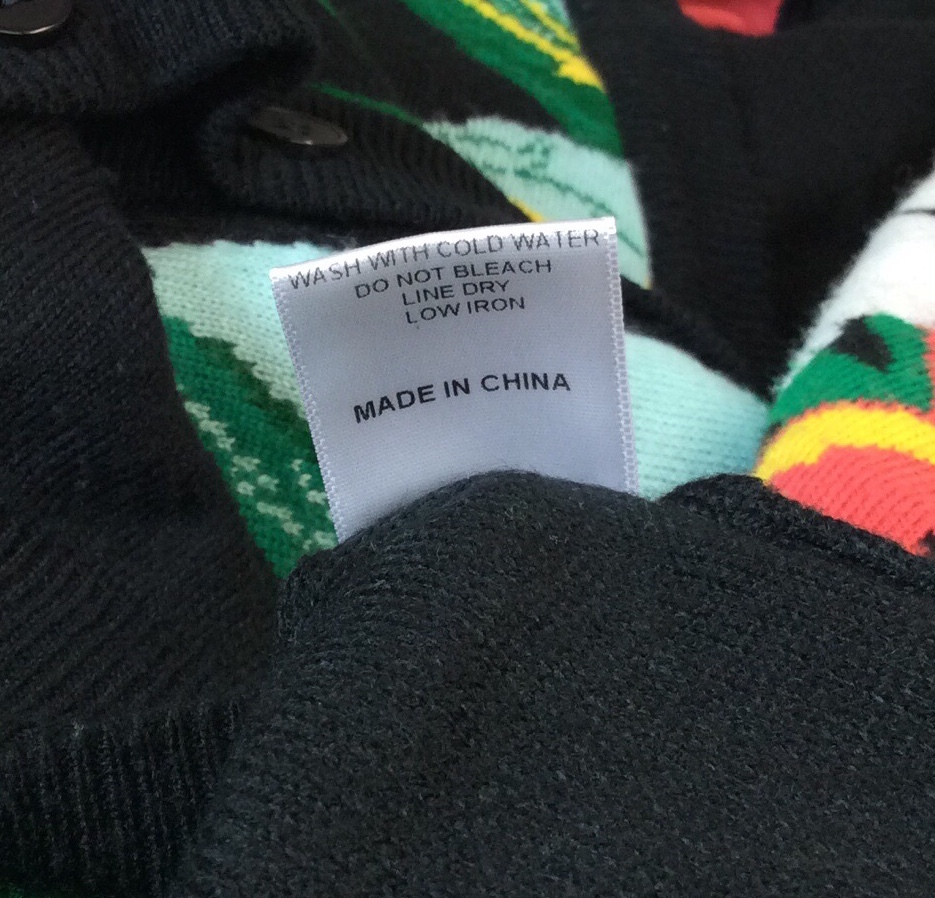 WASH WITH COLD WATER
DO NOT BLEACH
LINE DRY
LOW IRON
MADE IN CHINA